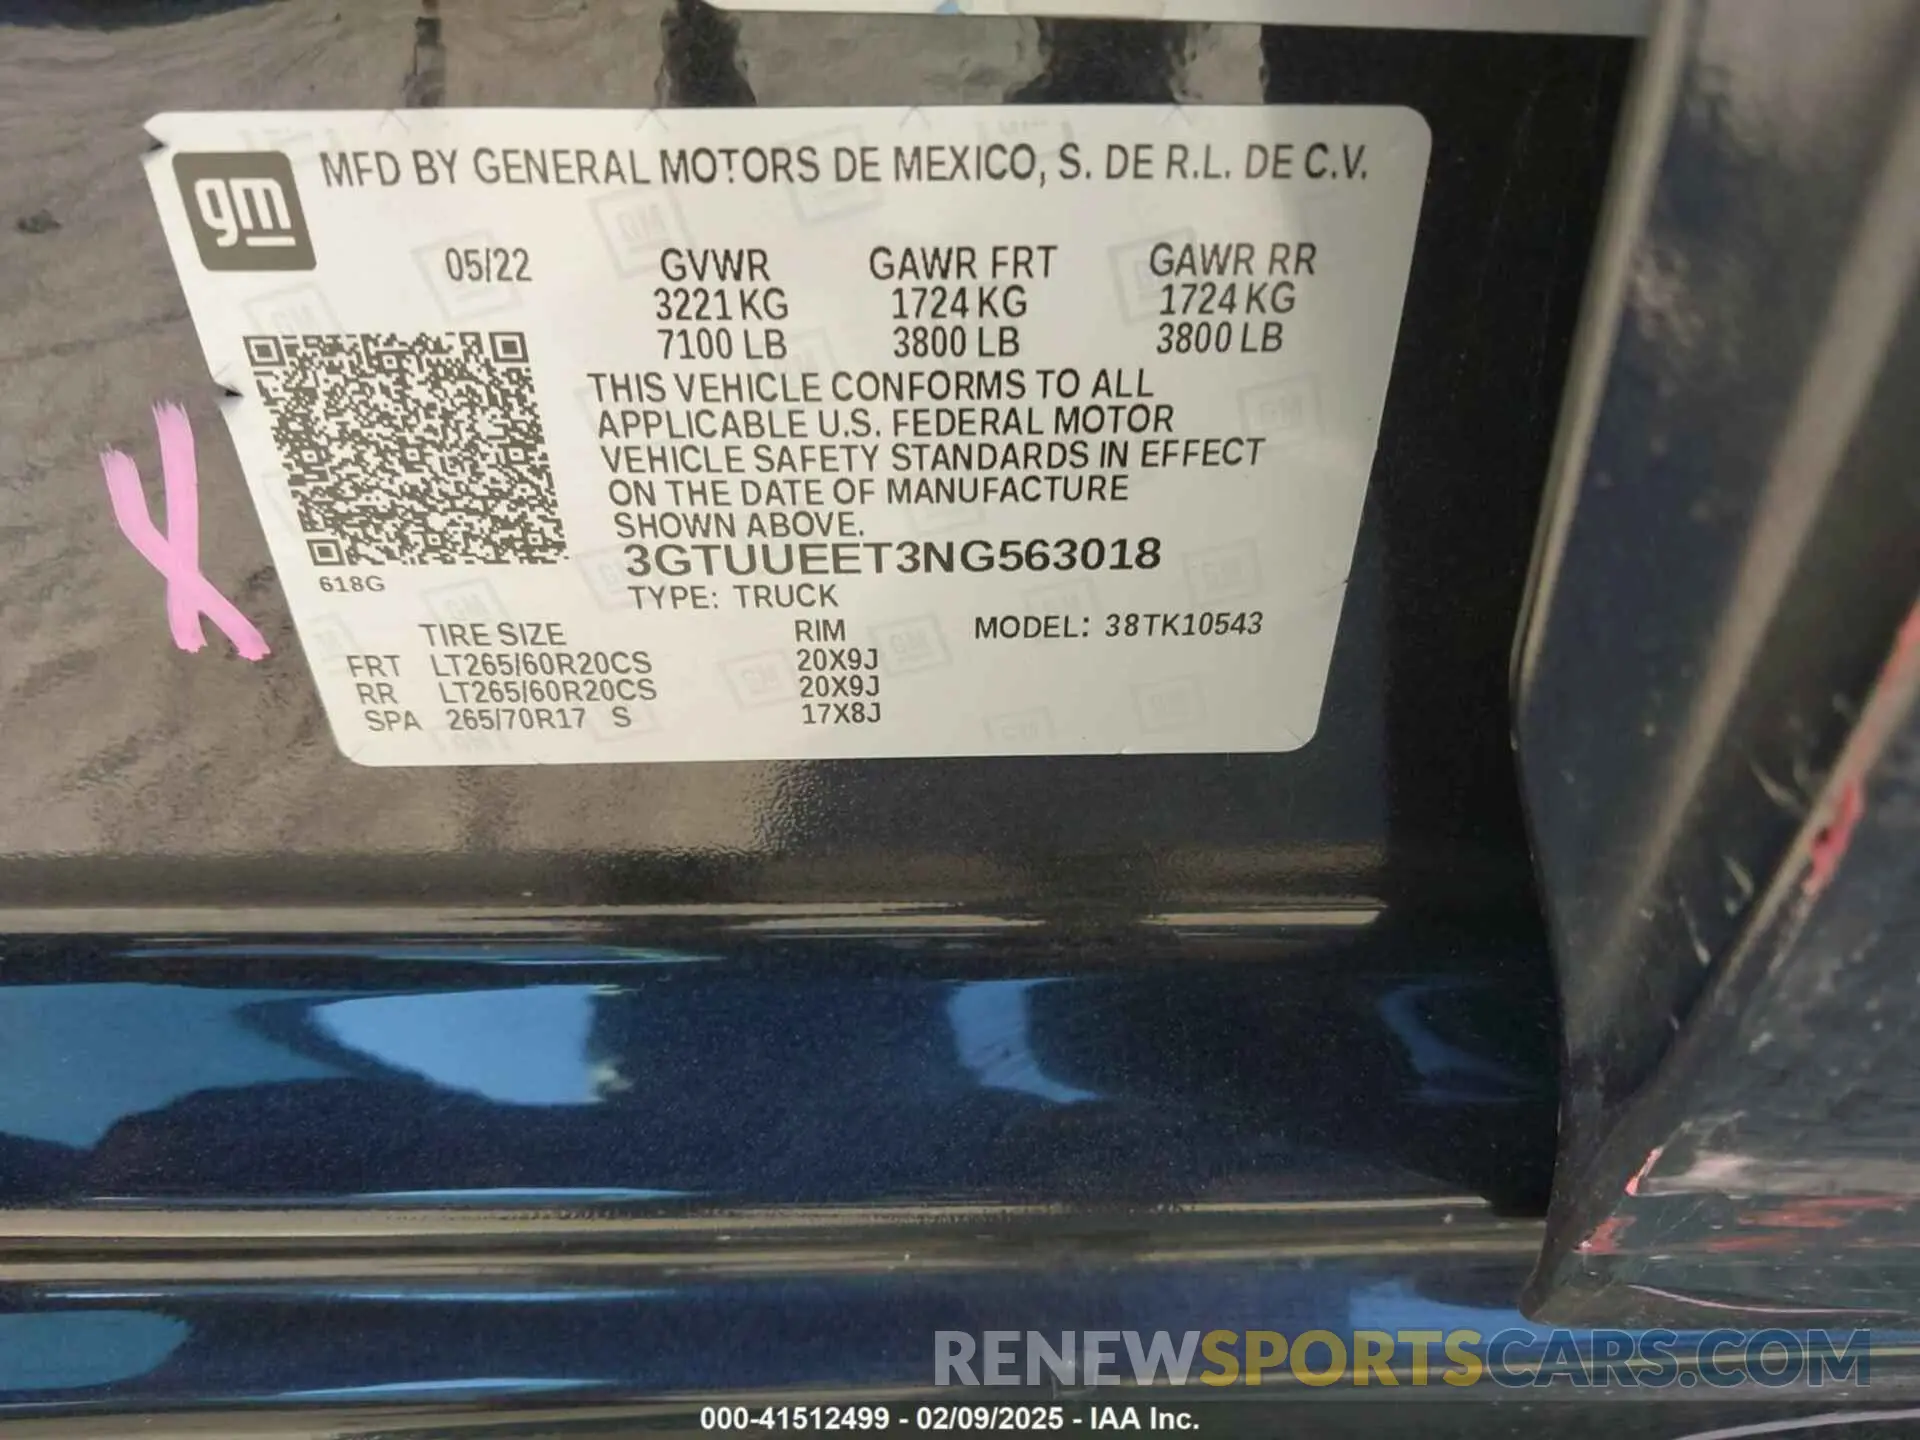 gm
MFD BY GENERAL MOTORS DE MEXICO, S. DE R.L. DE C.V.
05/22 GVWR GAWR FRT GAWR RR
3221 KG 1724 KG 1724 KG
7100 LB 3800 LB 3800 LB
THIS VEHICLE CONFORMS TO ALL
APPLICABLE U.S. FEDERAL MOTOR
VEHICLE SAFETY STANDARDS IN EFFECT
ON THE DATE OF MANUFACTURE
SHOWN ABOVE.
3GTUUEET3NG563018
618G
TYPE: TRUCK
TIRE SIZE RIM MODEL: 38TK10543
FRT LT265/60R20CS 20X9J
RR LT265/60R20CS 20X9J
SPA 265/70R17 S 17X8J
RENEWSPORTSCARS.COM
000-41512499 - 02/09/2025 - IAA Inc.